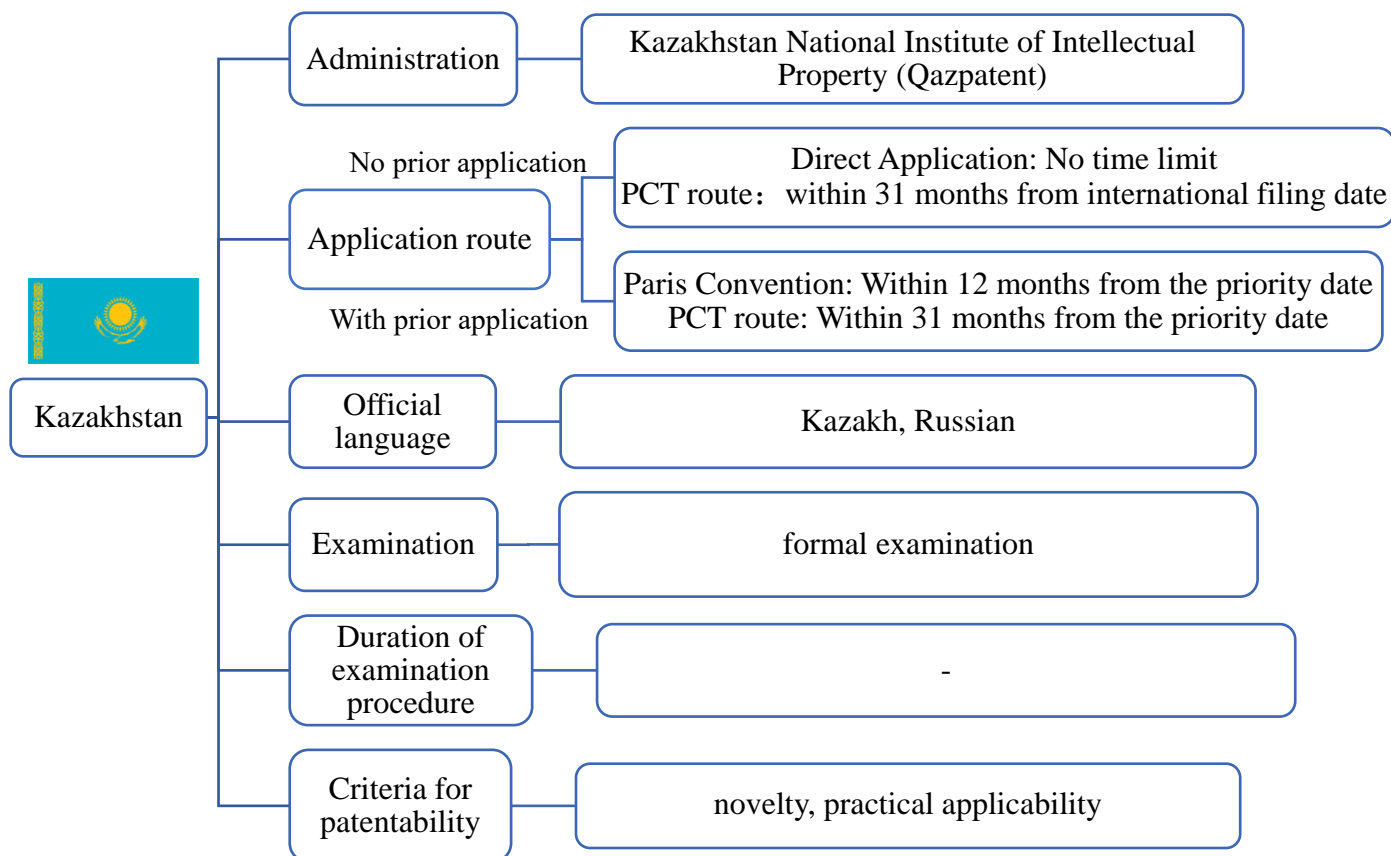 Administration
Kazakhstan National Institute of Intellectual
Property (Qazpatent)
No prior application
Direct Application: No time limit
PCT route：within 31 months from international filing date
Application route
Paris Convention: Within 12 months from the priority date
PCT route: Within 31 months from the priority date
With prior application
Kazakhstan
Official
language
Kazakh, Russian
Examination
formal examination
Duration of
examination
procedure
-
Criteria for
patentability
novelty, practical applicability